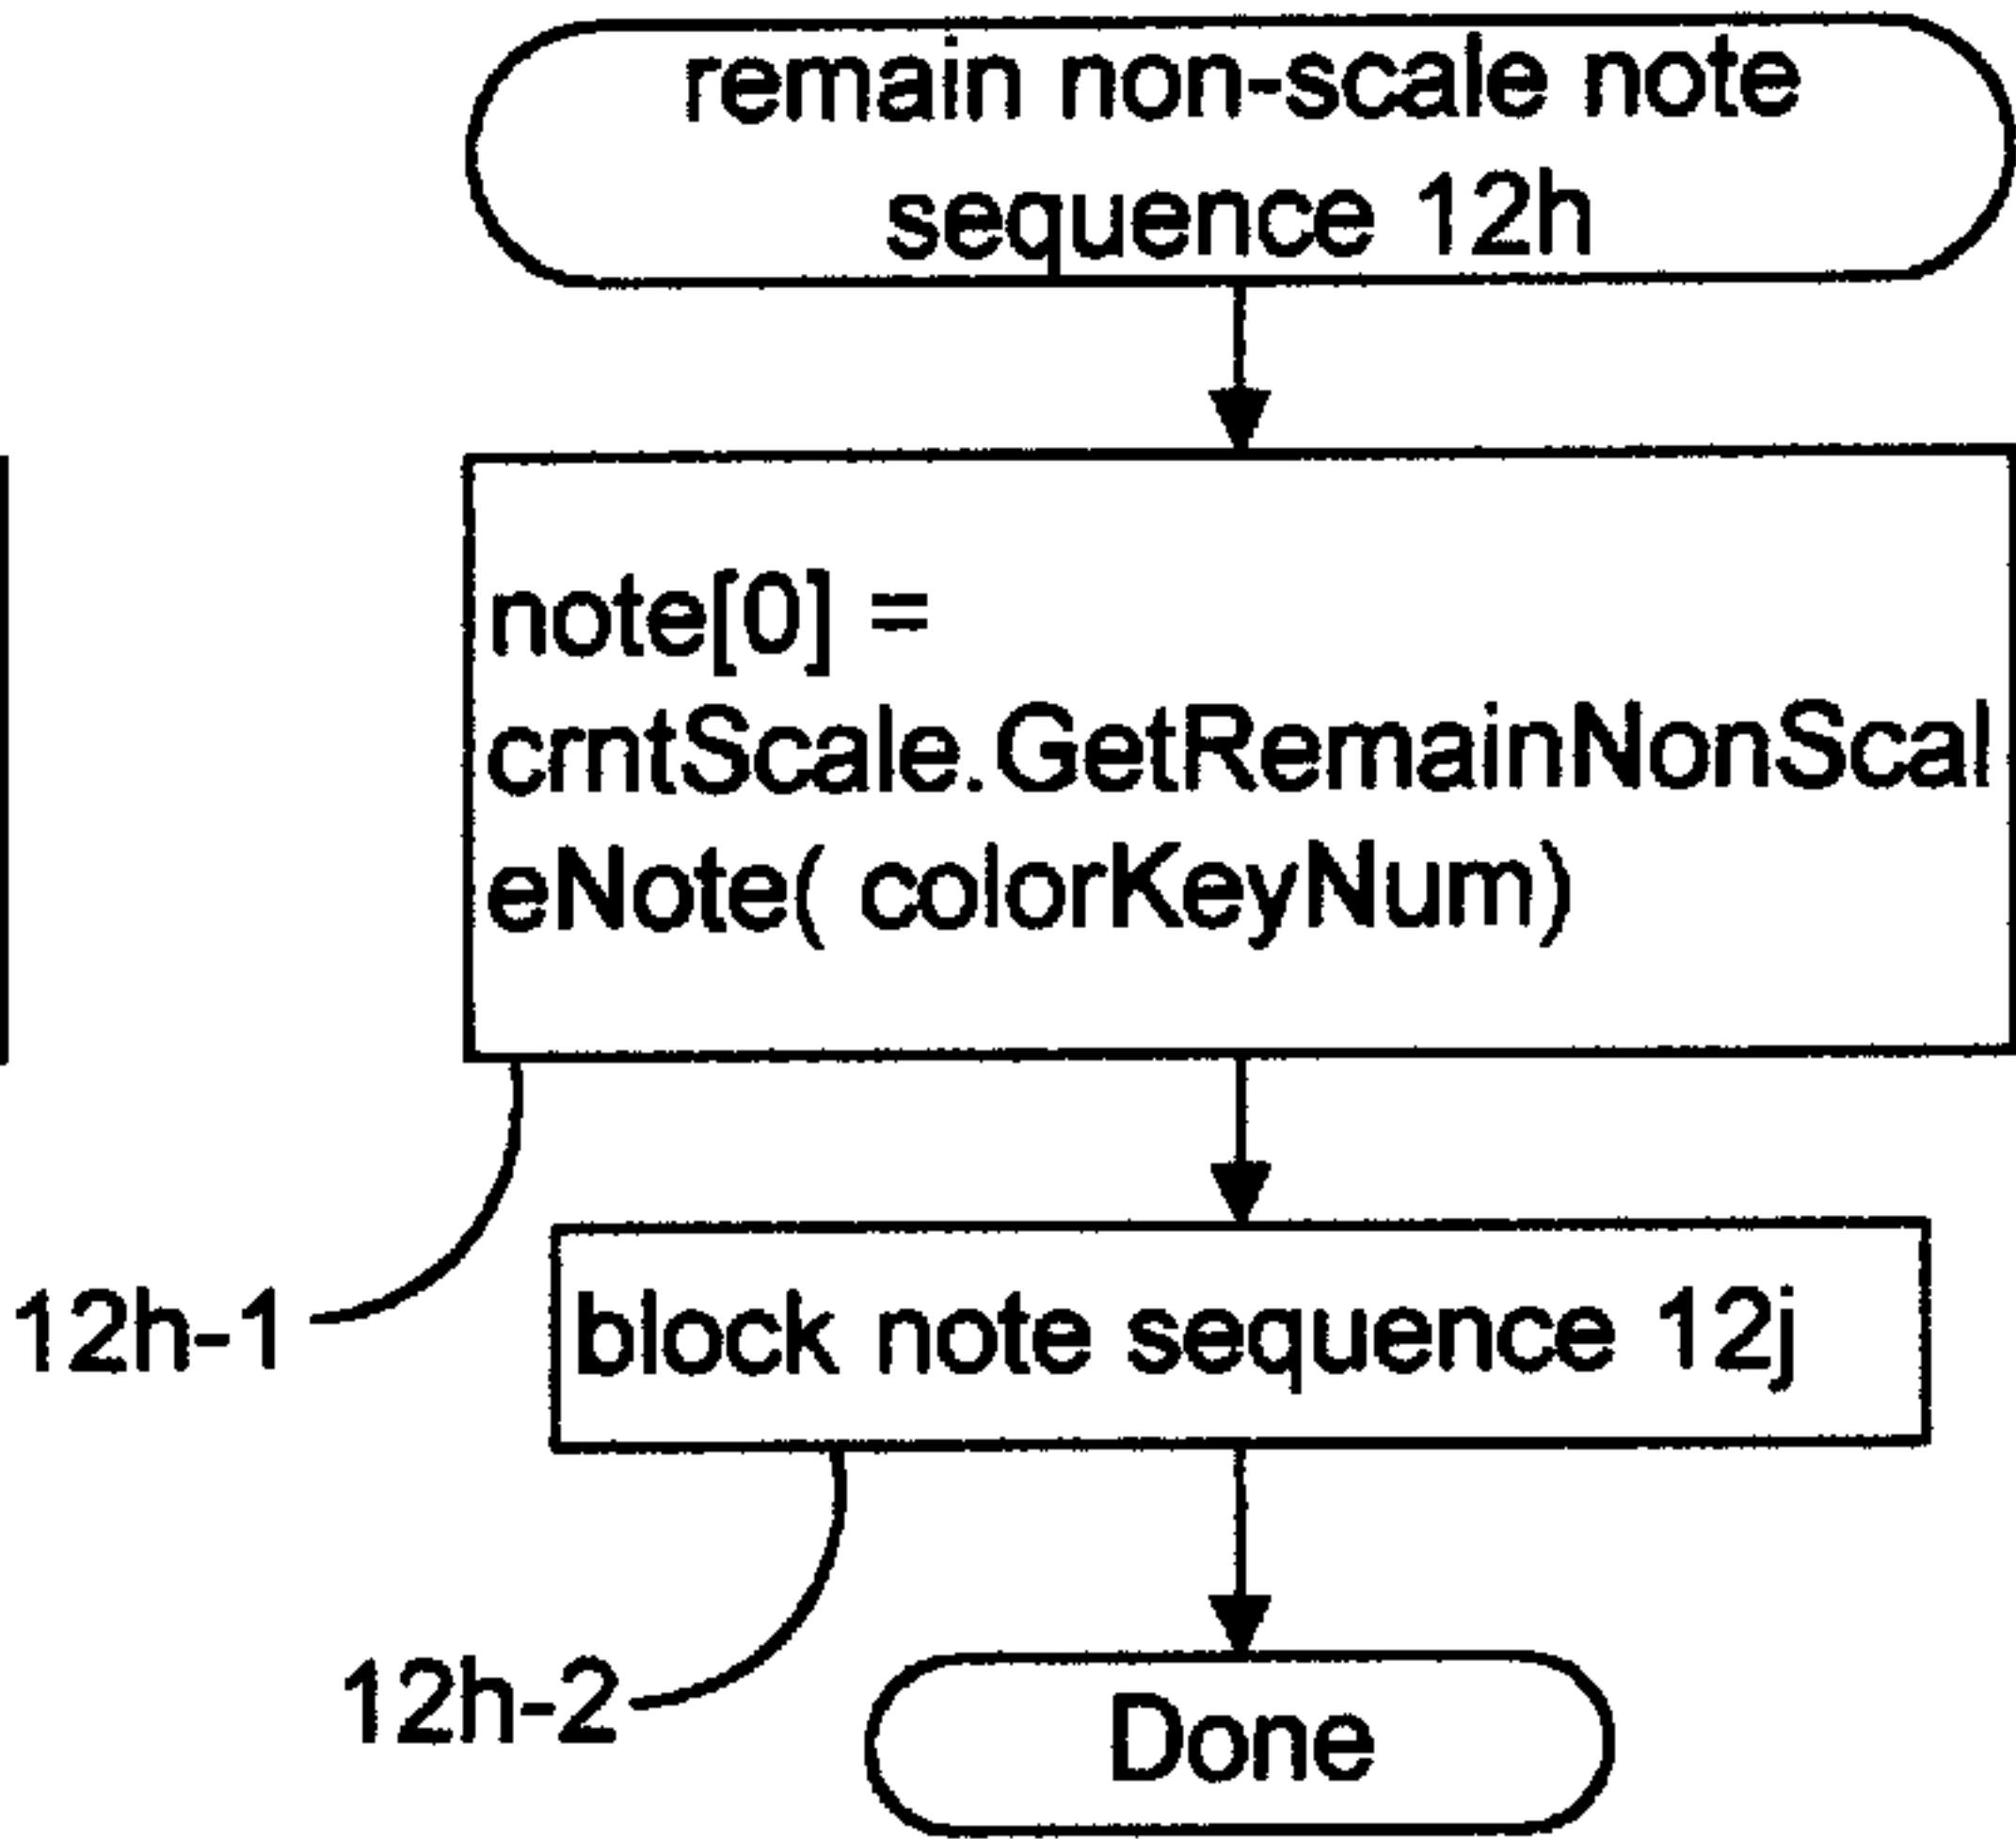 remain non-scale note
sequence 12h
note[0] =
crntScale.GetRemainNonScal
eNote( colorKeyNum)
12h-1
block note sequence 12j
12h-2
Done